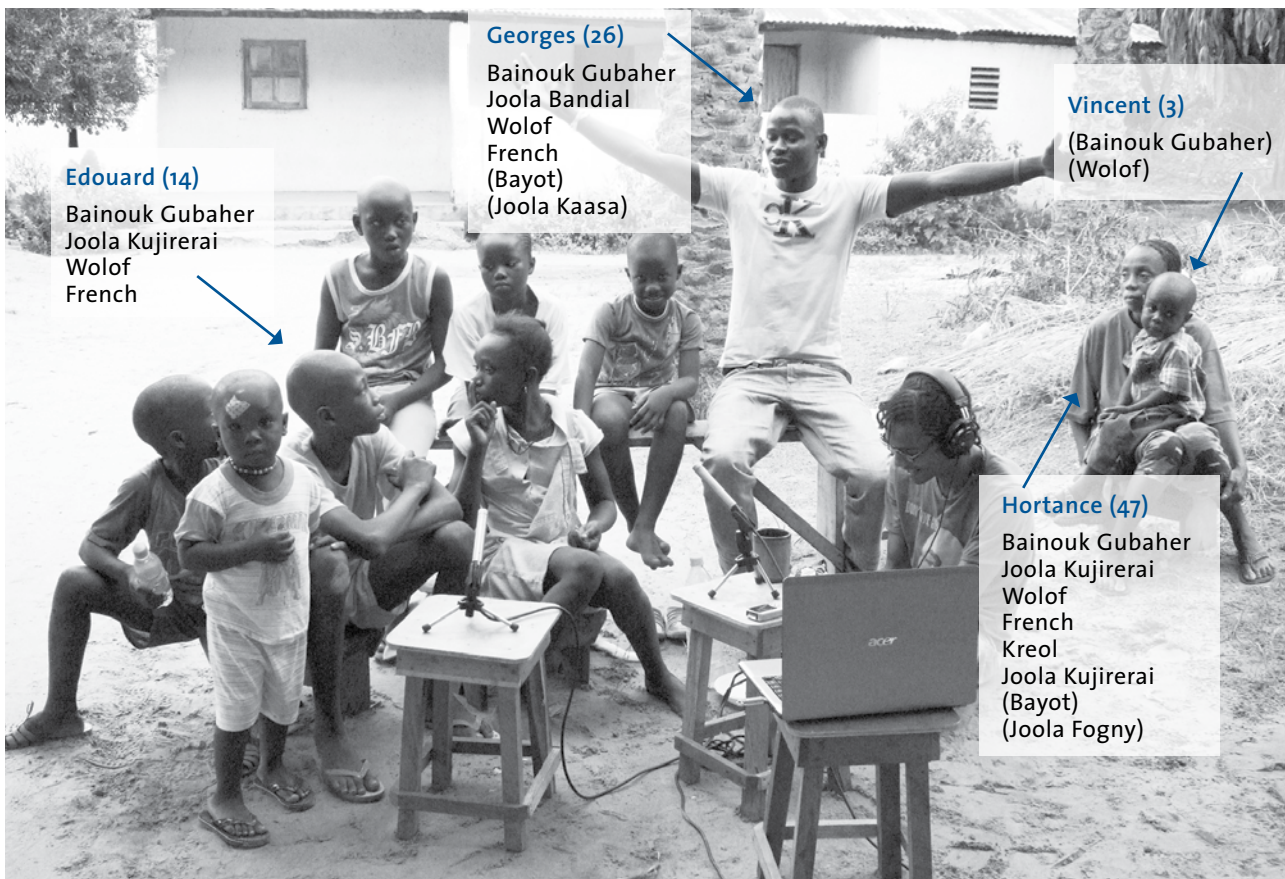 Georges (26)
Bainouk Gubaher
Joola Bandial
Wolof
French
(Bayot)
(Joola Kaasa)
Vincent (3)
(Bainouk Gubaher)
(Wolof)
Edouard (14)
Bainouk Gubaher
Joola Kujirerai
Wolof
French
Hortance (47)
Bainouk Gubaher
Joola Kujirerai
Wolof
French
Kreol
Joola Kujirerai
(Bayot)
(Joola Fogny)
acer